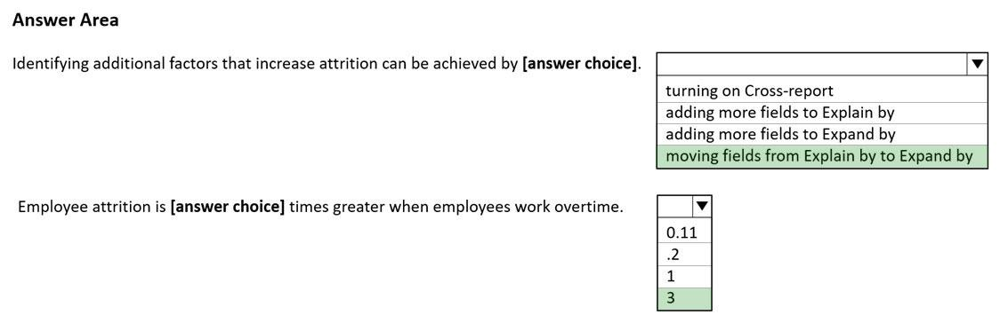 Answer Area
Identifying additional factors that increase attrition can be achieved by [answer choice].
turning on Cross-report
adding more fields to Explain by
adding more fields to Expand by
moving fields from Explain by to Expand by
Employee attrition is [answer choice] times greater when employees work overtime.
0.11
.2
1
3